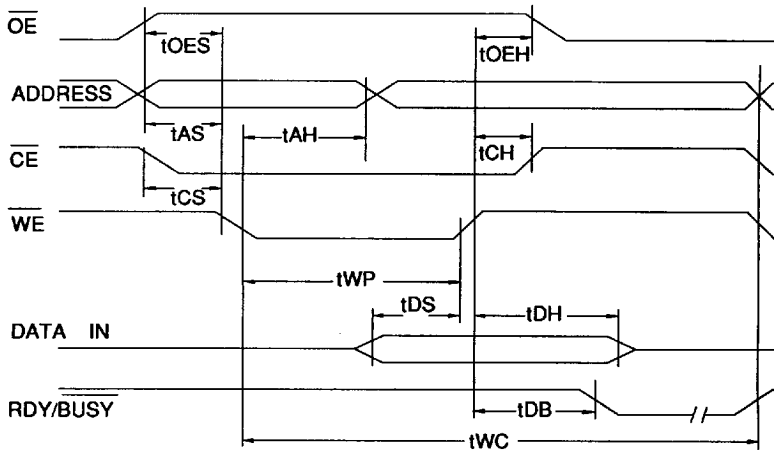 OE
tOES
tOEH
ADDRESS
tAS
tAH
tCH
CE
tCS
WE
tWP
tDS
tDH
DATA IN
RDY/BUSY
tDB
tWC